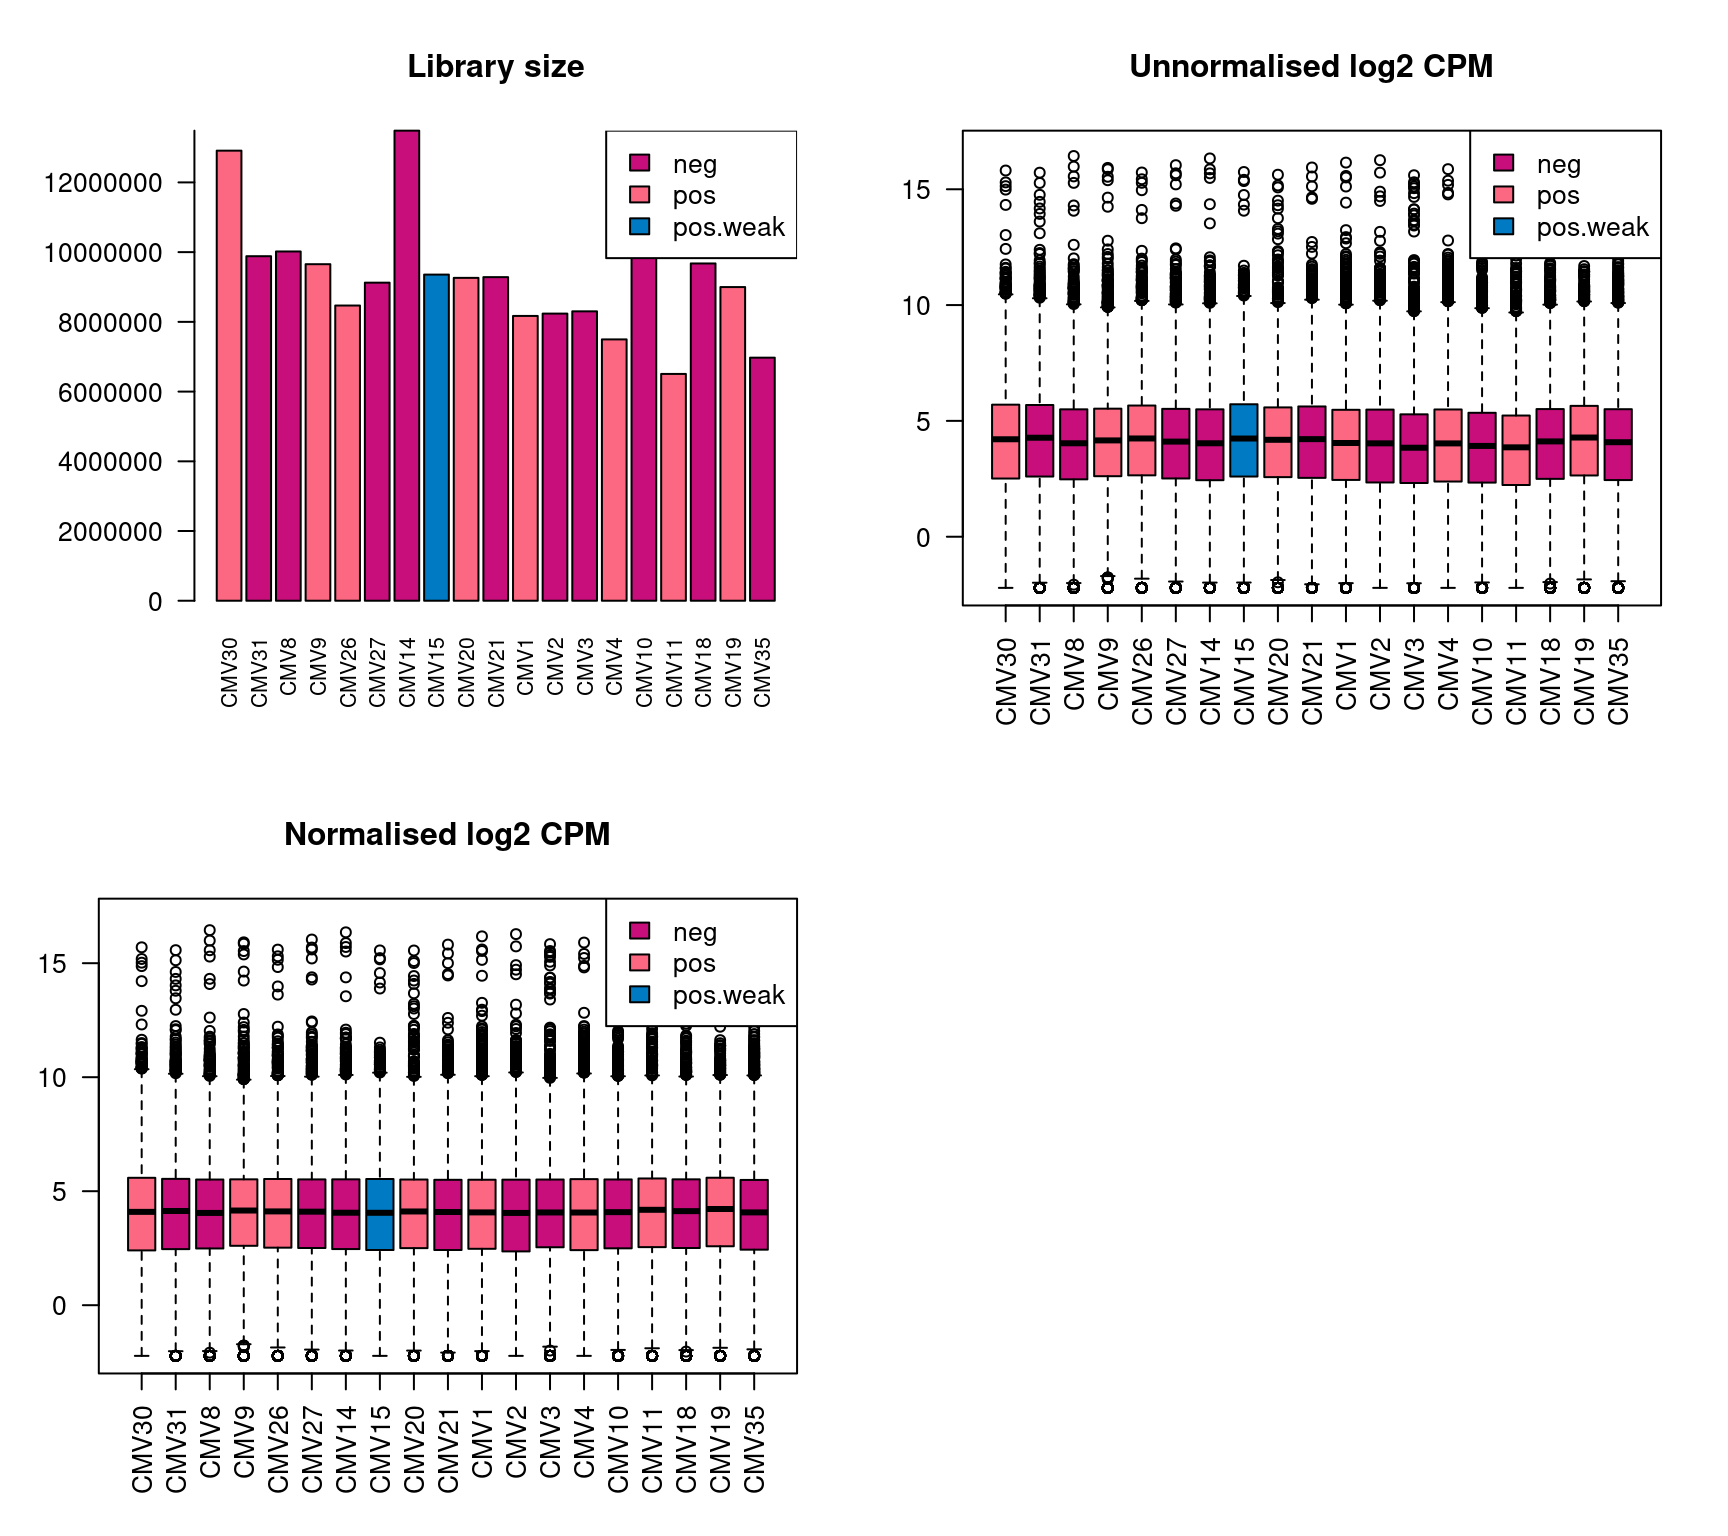 Library size
12000000
10000000
8000000
6000000
4000000
2000000
0
neg
pos
pos.weak
CMV30
CMV31
CMV8
CMV9
CMV26
CMV27
CMV14
CMV15
CMV20
CMV21
CMV1
CMV2
CMV3
CMV4
CMV10
CMV11
CMV18
CMV19
CMV35
Unnormalised log2 CPM
15
10
5
0
neg
pos
pos.weak
CMV30
CMV31
CMV8
CMV9
CMV26
CMV27
CMV14
CMV15
CMV20
CMV21
CMV1
CMV2
CMV3
CMV4
CMV10
CMV11
CMV18
CMV19
CMV35
Normalised log2 CPM
15
10
5
0
neg
pos
pos.weak
CMV30
CMV31
CMV8
CMV9
CMV26
CMV27
CMV14
CMV15
CMV20
CMV21
CMV1
CMV2
CMV3
CMV4
CMV10
CMV11
CMV18
CMV19
CMV35